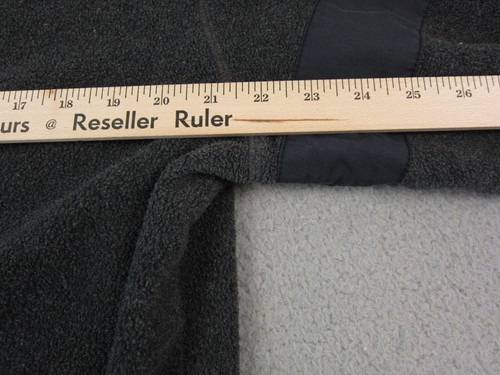 17 18 19 20 21 22 23 24 25 26
urs @ Reseller Ruler